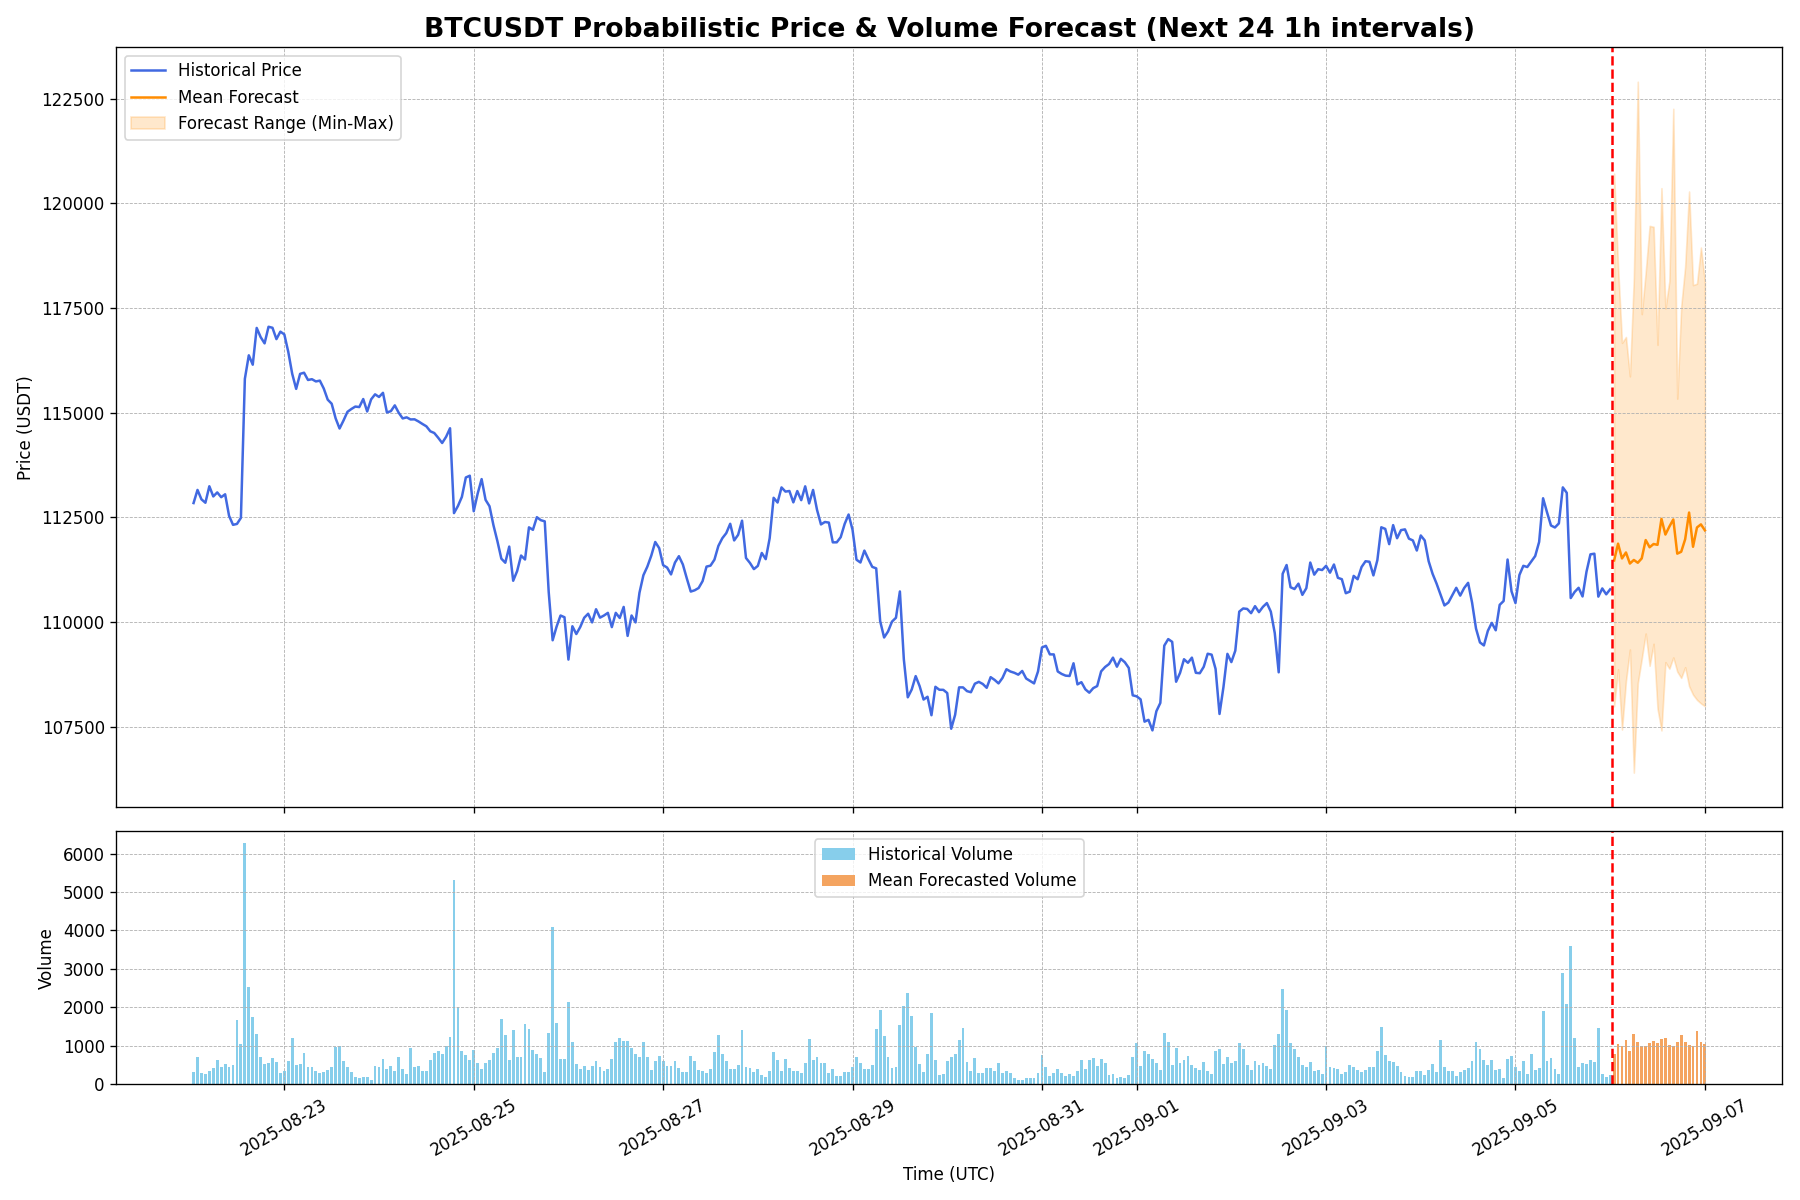 BTCUSDT Probabilistic Price & Volume Forecast (Next 24 1h intervals)
Historical Price
Mean Forecast
Forecast Range (Min-Max)
122500
120000
117500
115000
112500
110000
107500
Price (USDT)
Historical Volume
Mean Forecasted Volume
6000
5000
4000
3000
2000
1000
0
Volume
2025-08-23
2025-08-25
2025-08-27
2025-08-29
2025-08-31
2025-09-01
2025-09-03
2025-09-05
2025-09-07
Time (UTC)